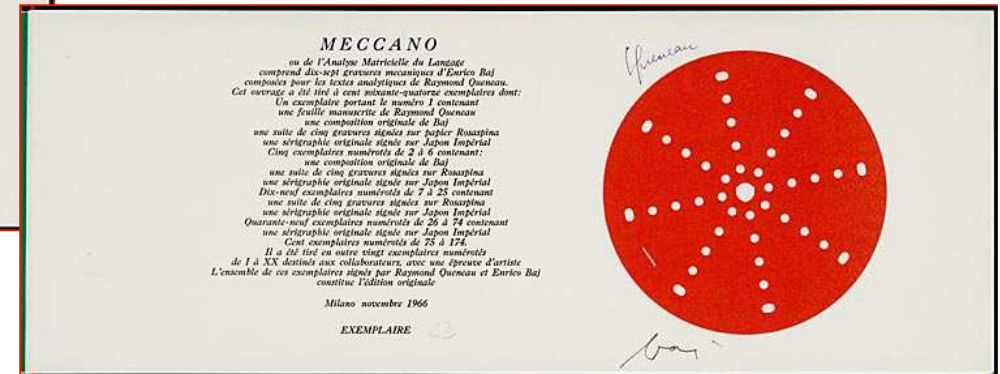 MECCANO
ou de l'Analyse Matricielle du Langage
comprend dix-sept gravures mecaniques d'Enrico Baj
composées pour les textes analytiques de Raymond Queneau.
Cet ouvrage a été tiré à cent soixante-quatorze exemplaires dont:
Un exemplaire portant le numéro 1 contenant
une feuille manuscrite de Raymond Queneau
une composition originale de Baj
une suite de cinq gravures signées sur papier Rosaspina
une sérigraphie originale signée sur Japon Impérial
Cinq exemplaires numérotés de 2 à 6 contenant:
une composition originale de Baj
une suite de cinq gravures signées sur Rosaspina
une sérigraphie originale signée sur Japon Impérial
Dix-neuf exemplaires numérotés de 7 à 25 contenant
une suite de cinq gravures signées sur Rosaspina
une sérigraphie originale signée sur Japon Impérial
Quarante-neuf exemplaires numérotés de 26 à 74 contenant
une sérigraphie originale signée sur Japon Impérial
Cent exemplaires numérotés de 75 à 174.
Il a été tiré en outre vingt exemplaires numérotés
de I à XX destinés aux collaborateurs, avec une épreuve d'artiste
L'ensemble de ces exemplaires signés par Raymond Queneau et Enrico Baj
constitue l'édition originale
Milano novembre 1966
EXEMPLAIRE
Queneau
Baj